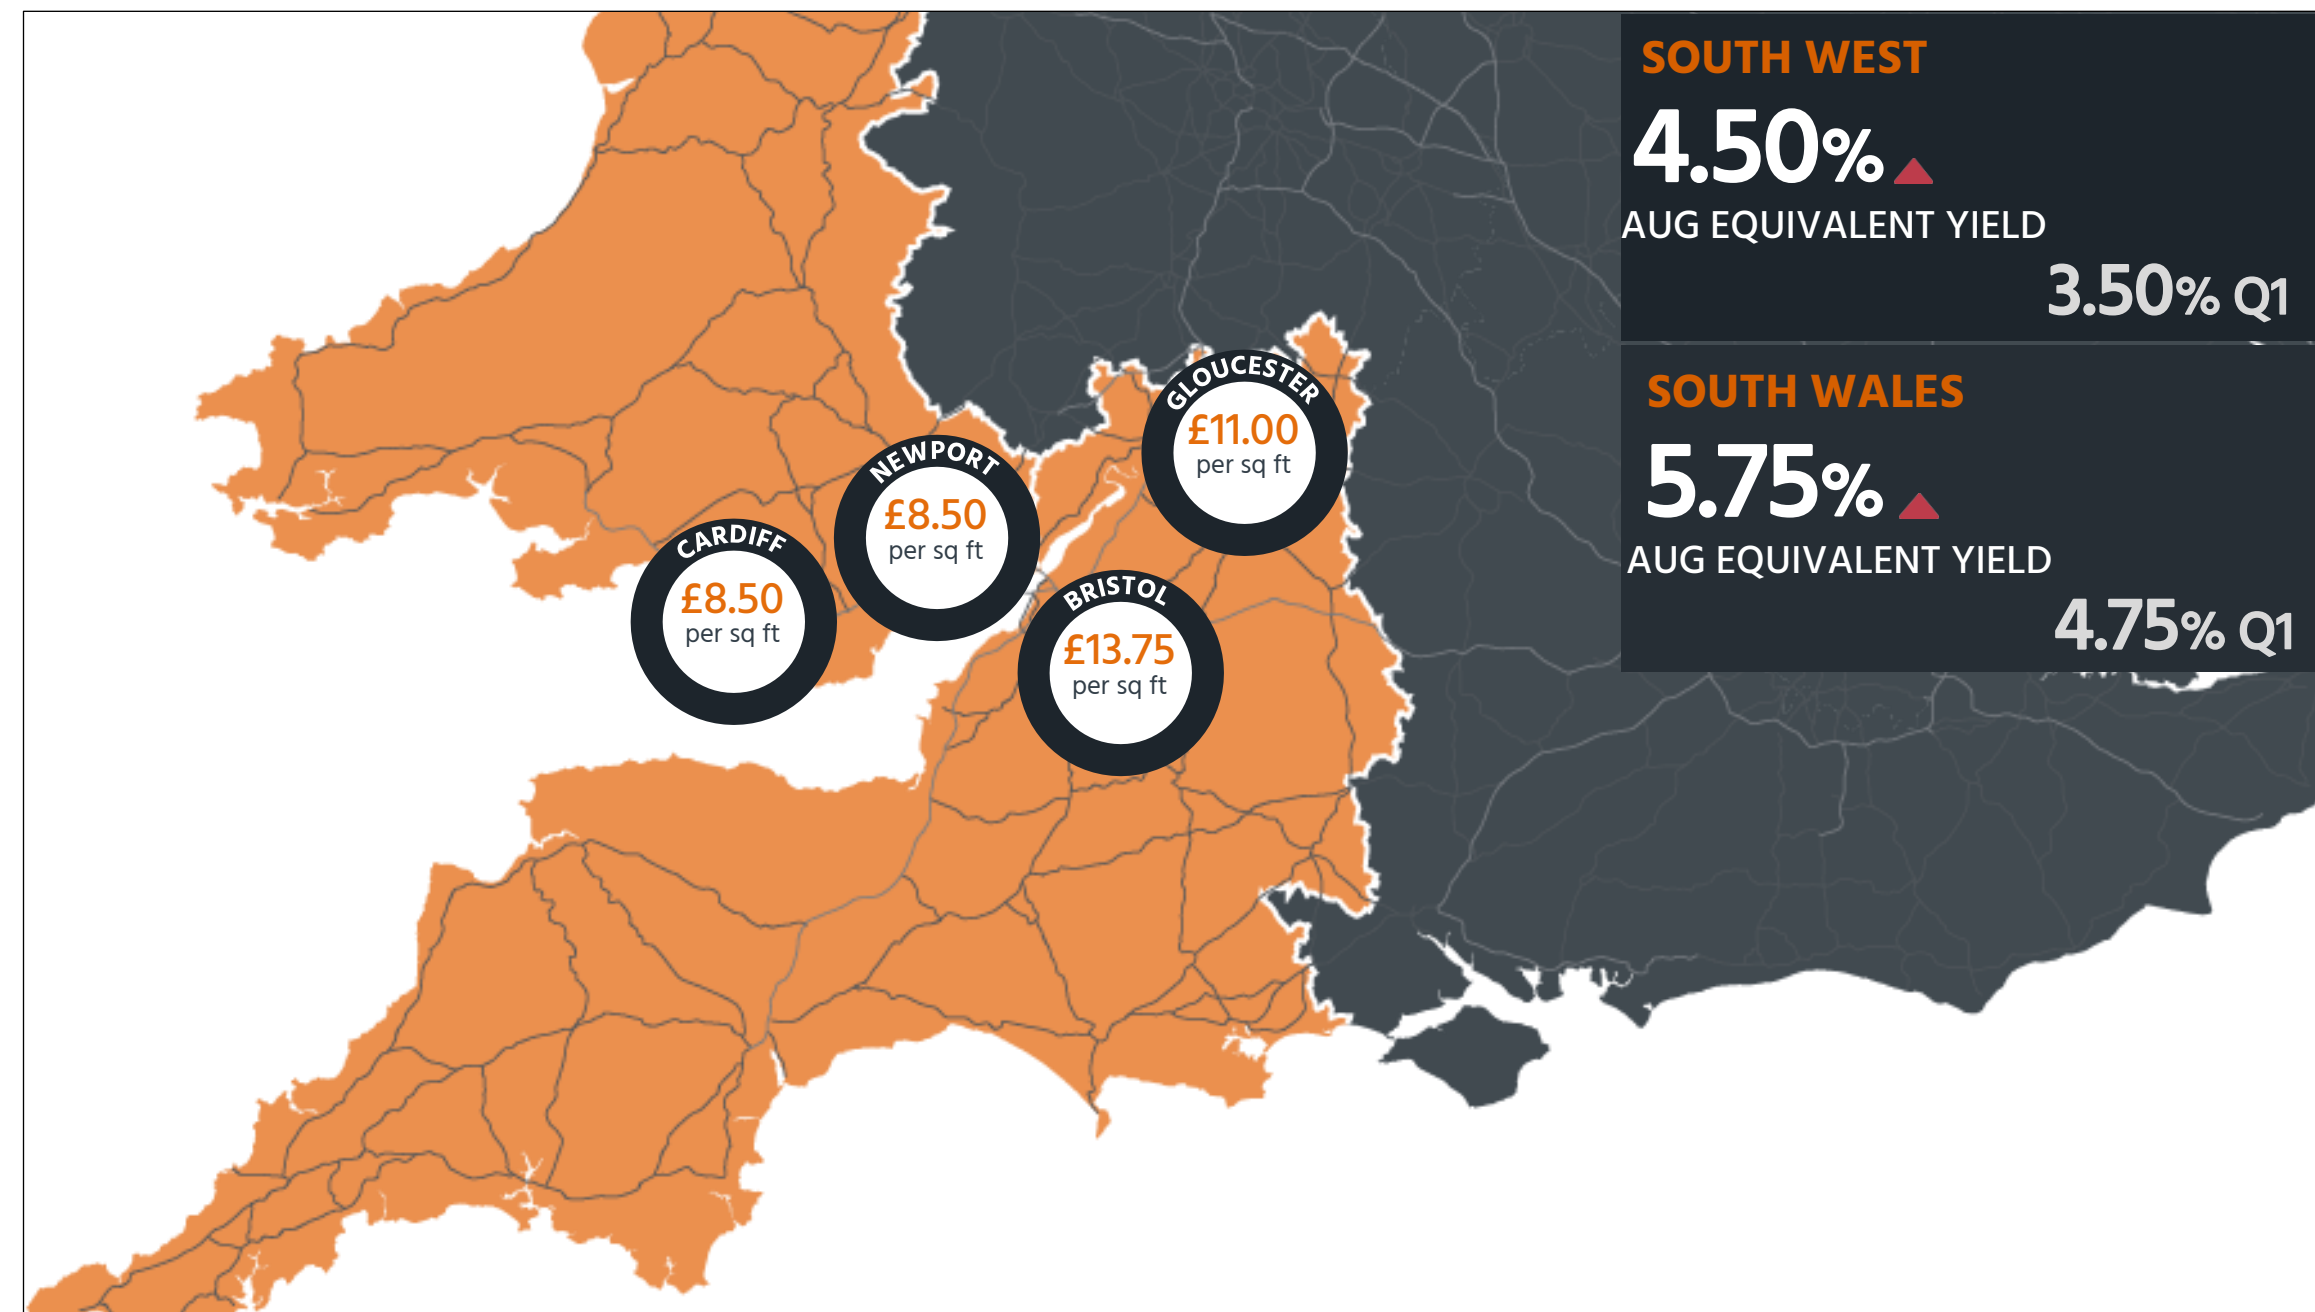 SOUTH WEST
4.50%
AUG EQUIVALENT YIELD
3.50% Q1
SOUTH WALES
5.75%
AUG EQUIVALENT YIELD
4.75% Q1
GLOUCESTER
£11.00
per sq ft
NEWPORT
£8.50
per sq ft
CARDIFF
£8.50
per sq ft
BRISTOL
£13.75
per sq ft